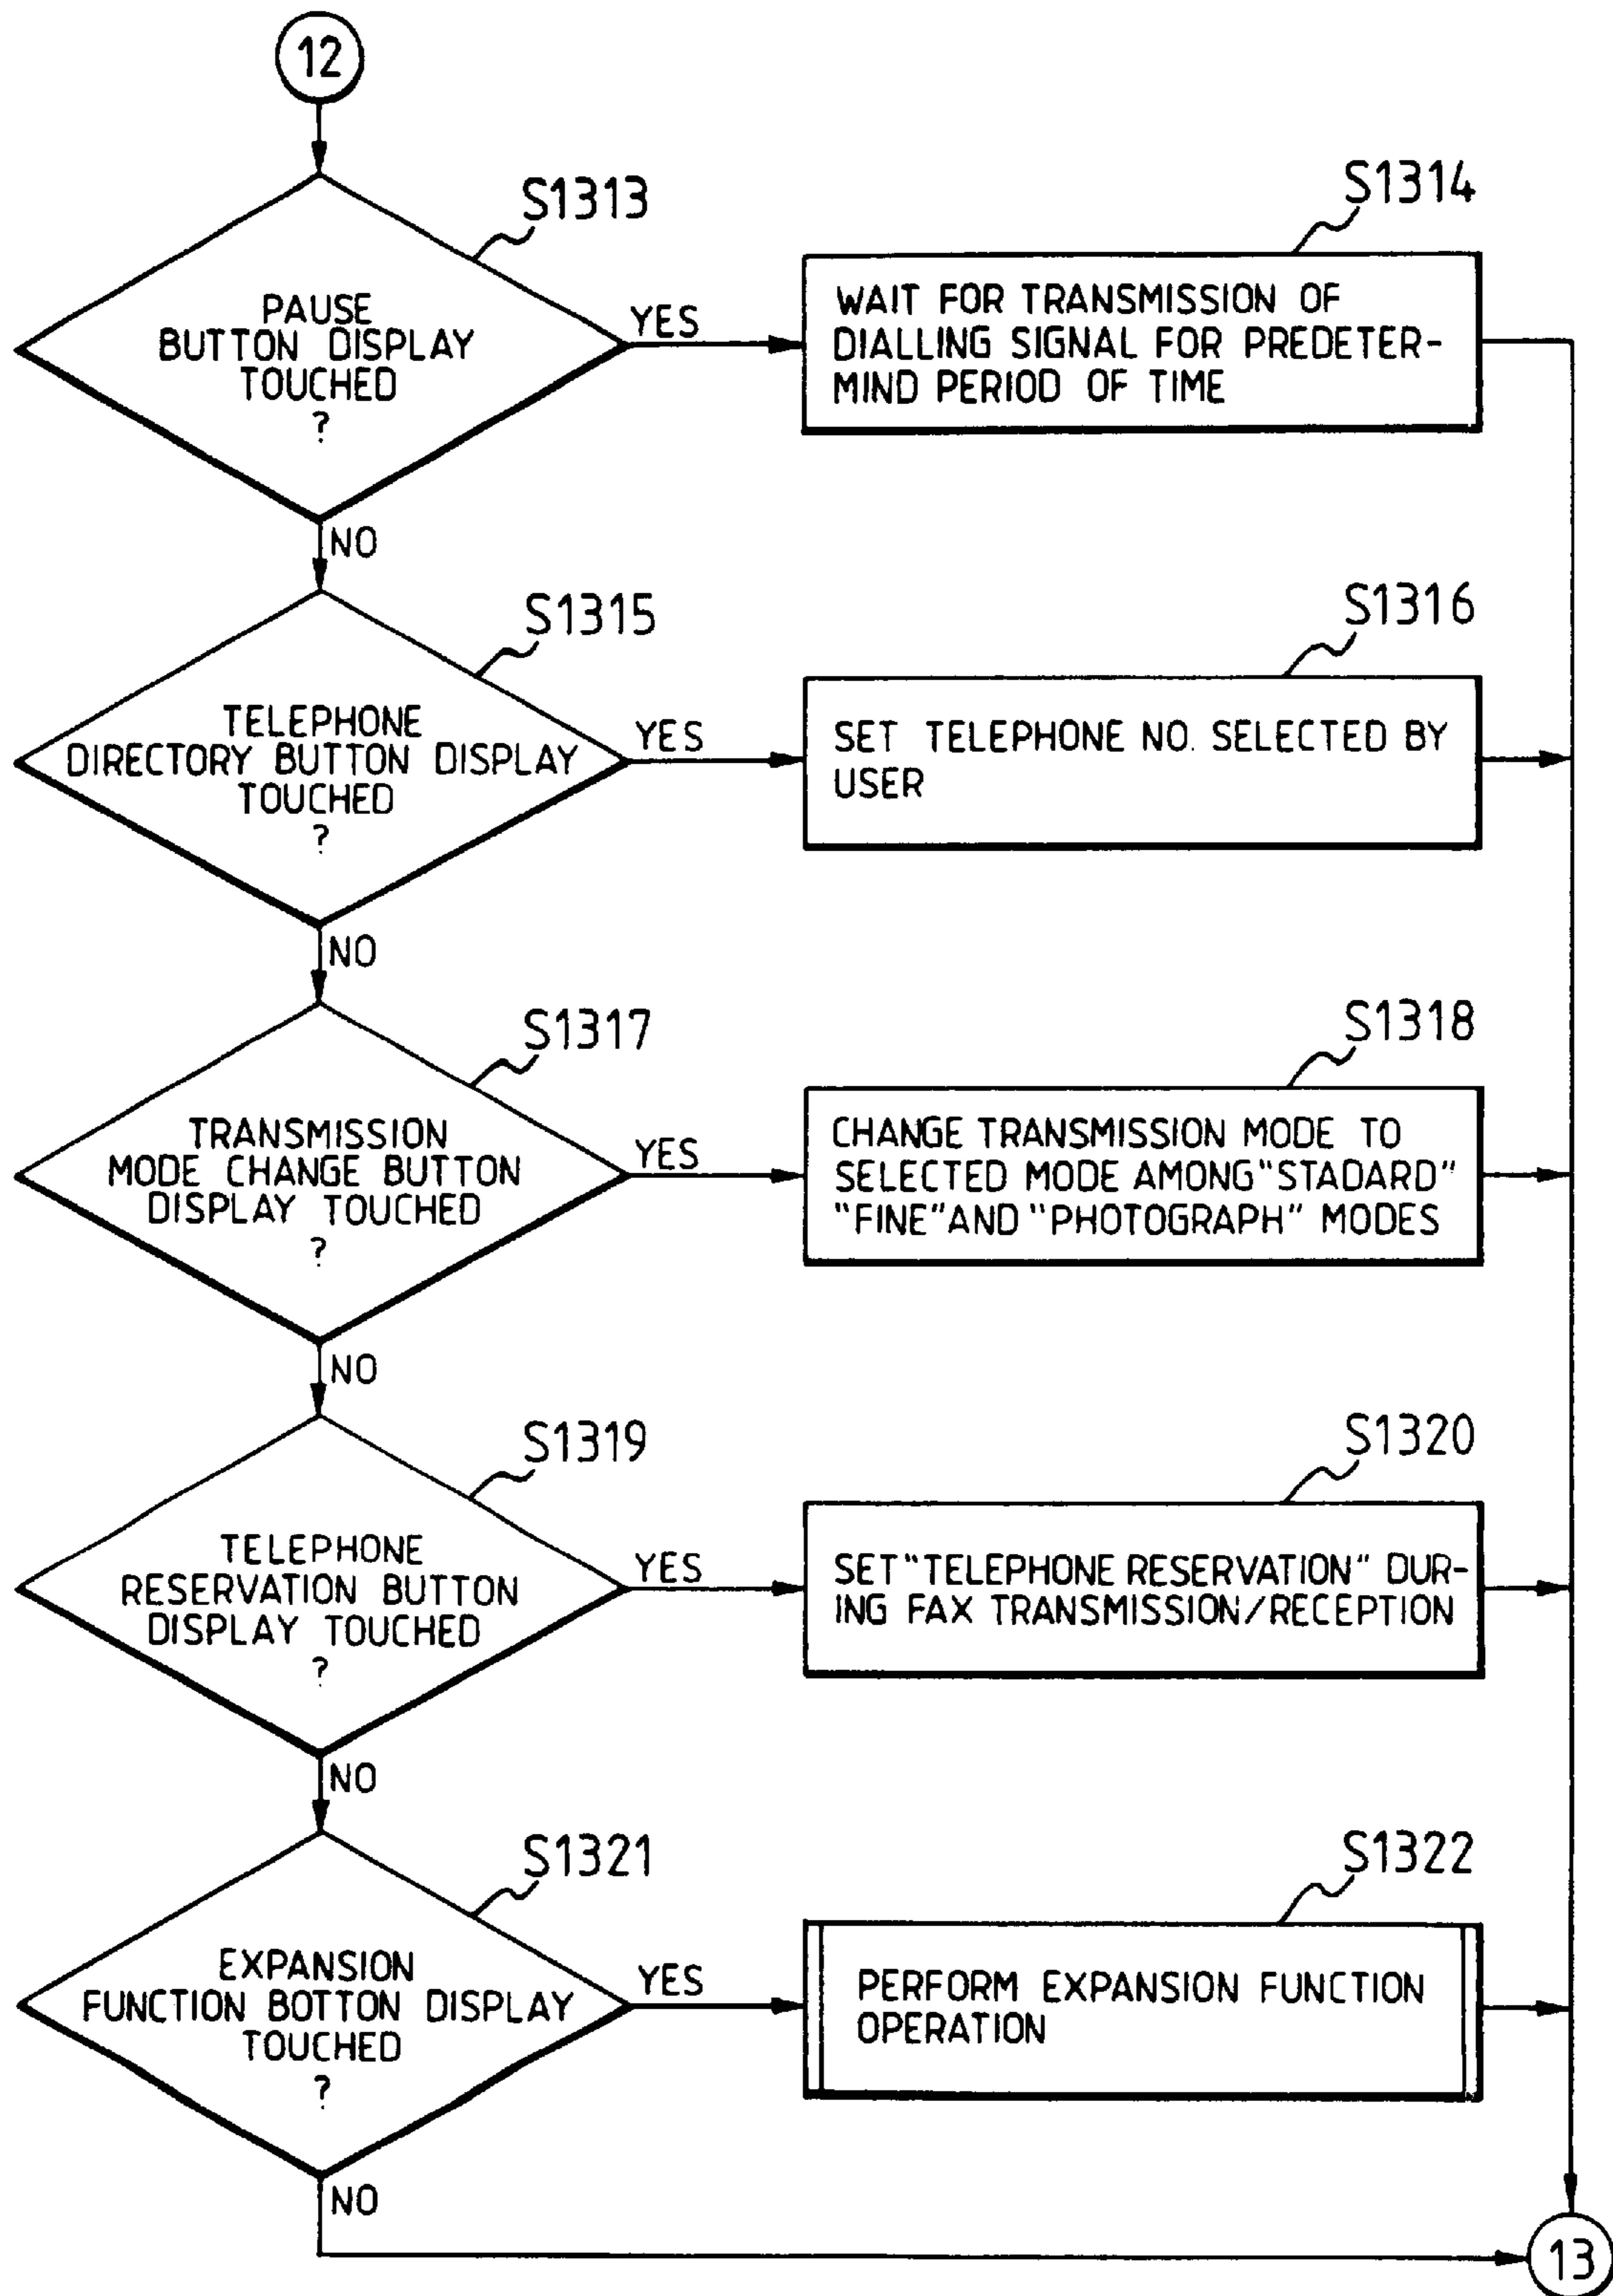 12
S1313
PAUSE
BUTTON DISPLAY
TOUCHED
?
YES
S1314
WAIT FOR TRANSMISSION OF
DIALLING SIGNAL FOR PREDETER-
MIND PERIOD OF TIME
NO
S1315
TELEPHONE
DIRECTORY BUTTON DISPLAY
TOUCHED
?
YES
S1316
SET TELEPHONE NO. SELECTED BY
USER
NO
S1317
TRANSMISSION
MODE CHANGE BUTTON
DISPLAY TOUCHED
?
YES
S1318
CHANGE TRANSMISSION MODE TO
SELECTED MODE AMONG "STADARD"
"FINE" AND "PHOTOGRAPH" MODES
NO
S1319
TELEPHONE
RESERVATION BUTTON
DISPLAY TOUCHED
?
YES
S1320
SET "TELEPHONE RESERVATION" DUR-
ING FAX TRANSMISSION/RECEPTION
NO
S1321
EXPANSION
FUNCTION BOTTON DISPLAY
TOUCHED
?
YES
S1322
PERFORM EXPANSION FUNCTION
OPERATION
NO
13